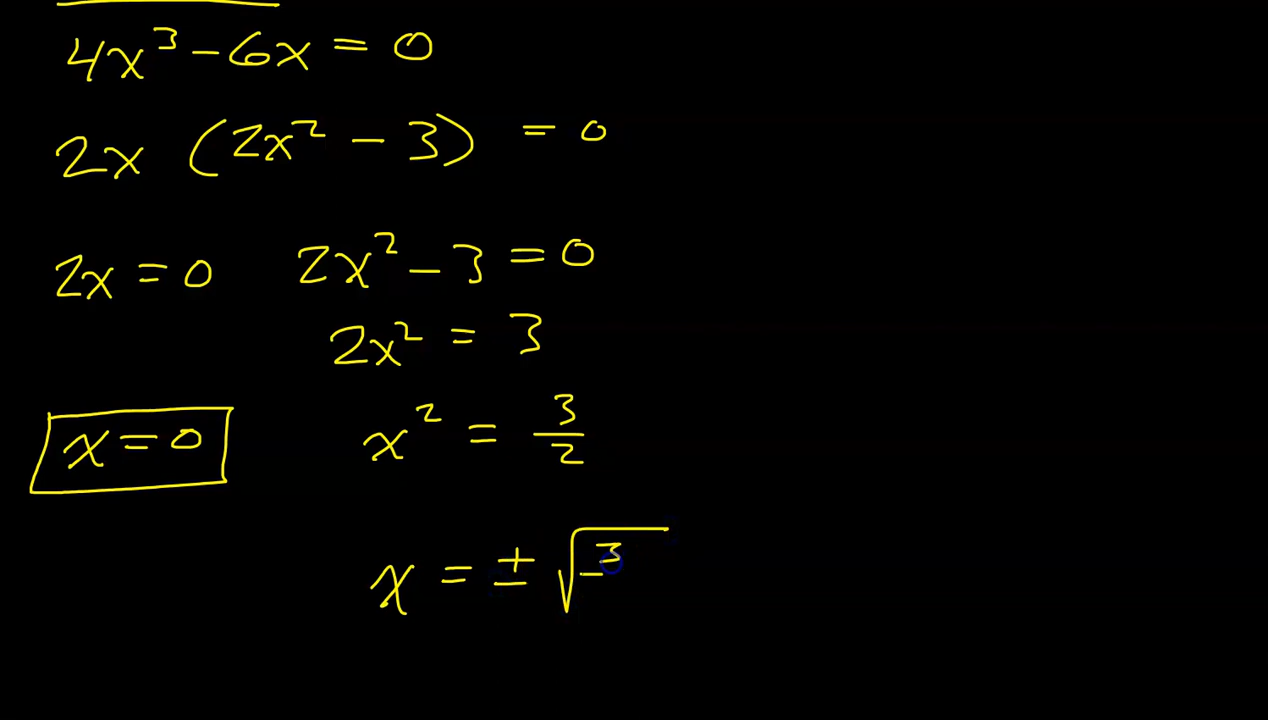 4x³ - 6x = 0
2x (2x² - 3) = 0
2x = 0 2x² - 3 = 0
2x² = 3
x = 0 x² = 3/2
x = ± √3